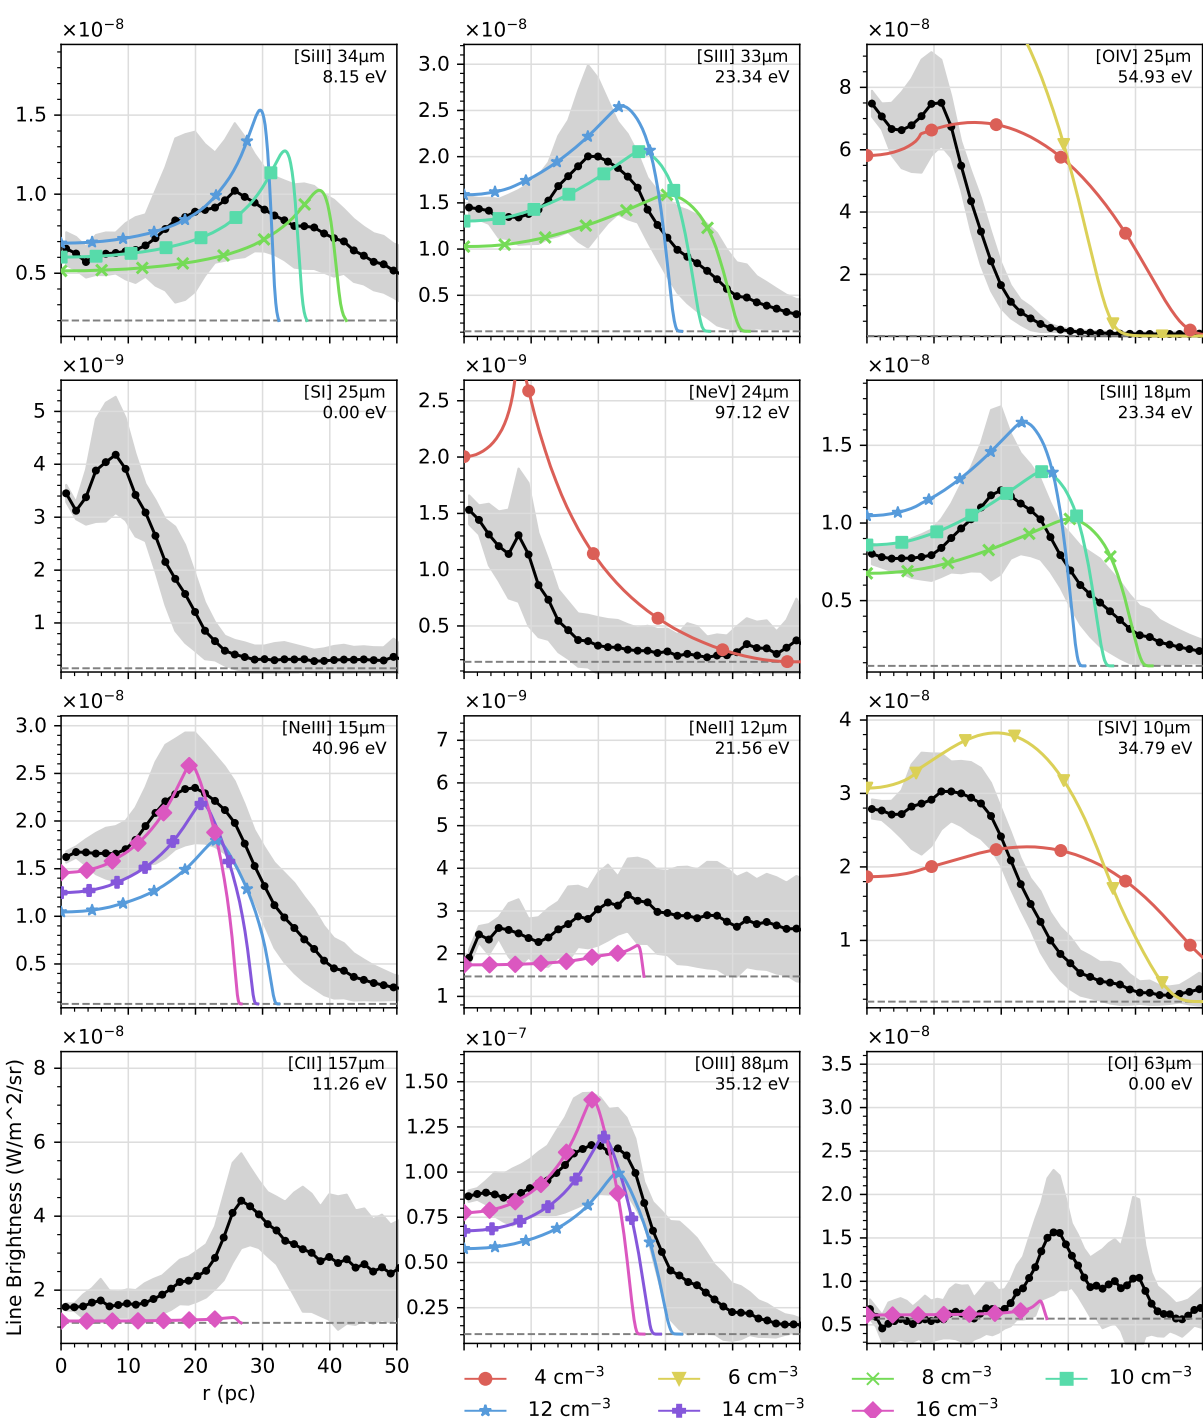 ×10⁻⁸ ×10⁻⁸ ×10⁻⁸
[SiII] 34μm
8.15 eV
1.5
1.0
0.5
[SIII] 33μm
23.34 eV
3.0
2.5
2.0
1.5
1.0
0.5
[OIV] 25μm
54.93 eV
8
6
4
2
×10⁻⁹ ×10⁻⁹ ×10⁻⁸
[SI] 25μm
0.00 eV
5
4
3
2
1
[NeV] 24μm
97.12 eV
2.5
2.0
1.5
1.0
0.5
[SIII] 18μm
23.34 eV
1.5
1.0
0.5
×10⁻⁸ ×10⁻⁹ ×10⁻⁸
[NeIII] 15μm
40.96 eV
3.0
2.5
2.0
1.5
1.0
0.5
[NeII] 12μm
21.56 eV
7
6
5
4
3
2
1
[SIV] 10μm
34.79 eV
4
3
2
1
×10⁻⁸ ×10⁻⁷ ×10⁻⁸
[CII] 157μm
11.26 eV
8
6
4
2
Line Brightness (W/m^2/sr)
0 10 20 30 40 50
r (pc)
[OIII] 88μm
35.12 eV
1.50
1.25
1.00
0.75
0.50
0.25
[OI] 63μm
0.00 eV
3.5
3.0
2.5
2.0
1.5
1.0
0.5
4 cm⁻³ 6 cm⁻³ 8 cm⁻³ 10 cm⁻³
12 cm⁻³ 14 cm⁻³ 16 cm⁻³